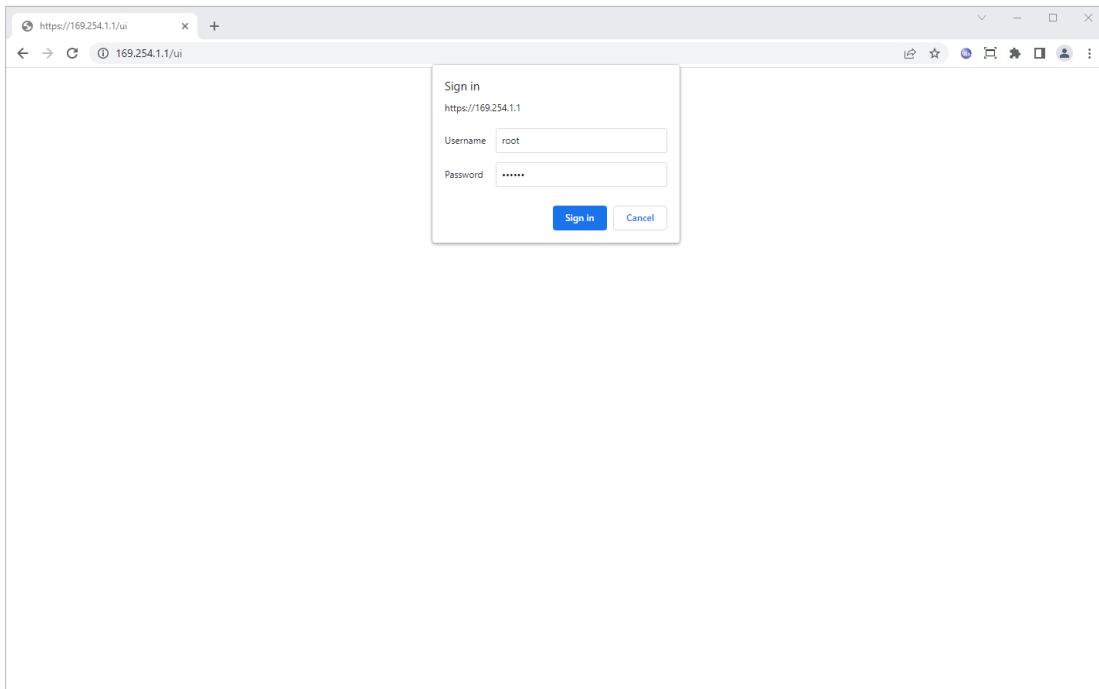 https://169.254.1.1/ui
169.254.1.1/ui
Sign in
https://169.254.1.1
Username root
Password ••••••
Sign in Cancel